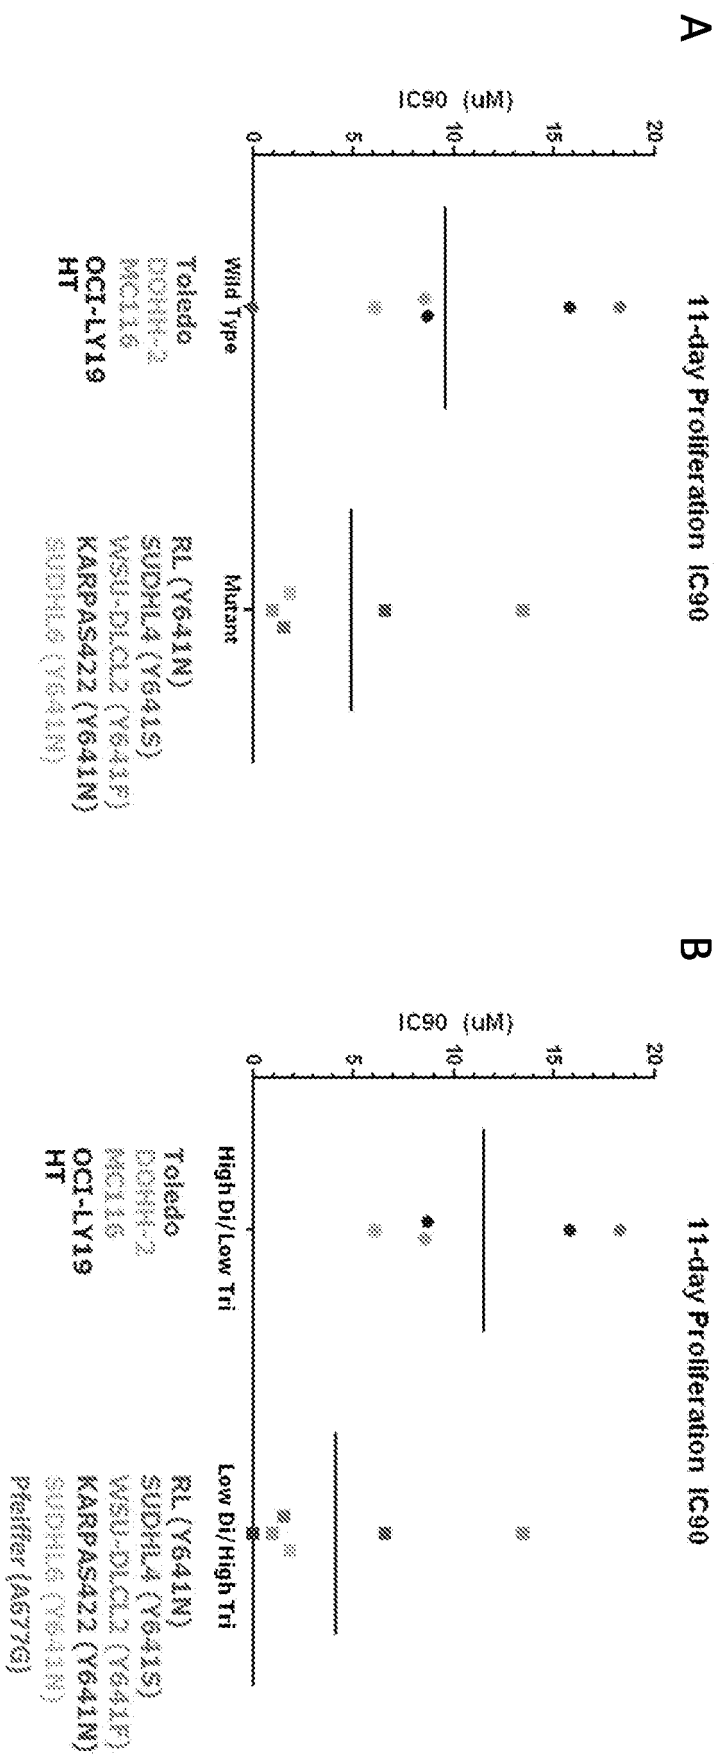 A
11-day Proliferation IC90
IC90 (uM)
20
15
10
5
0
Wild Type
Mutant
Toledo
DOHH-2
MC116
OCI-LY19
HT
RL (Y641N)
SUDHL4 (Y641S)
WSU-DLCL2 (Y641F)
KARPAS422 (Y641N)
SUDHL6 (Y641N)
B
11-day Proliferation IC90
IC90 (uM)
20
15
10
5
0
High Di/Low Tri
Low Di/High Tri
Toledo
DOHH-2
MC116
OCI-LY19
HT
RL (Y641N)
SUDHL4 (Y641S)
WSU-DLCL2 (Y641F)
KARPAS422 (Y641N)
SUDHL6 (Y641N)
Pfeiffer (A677G)